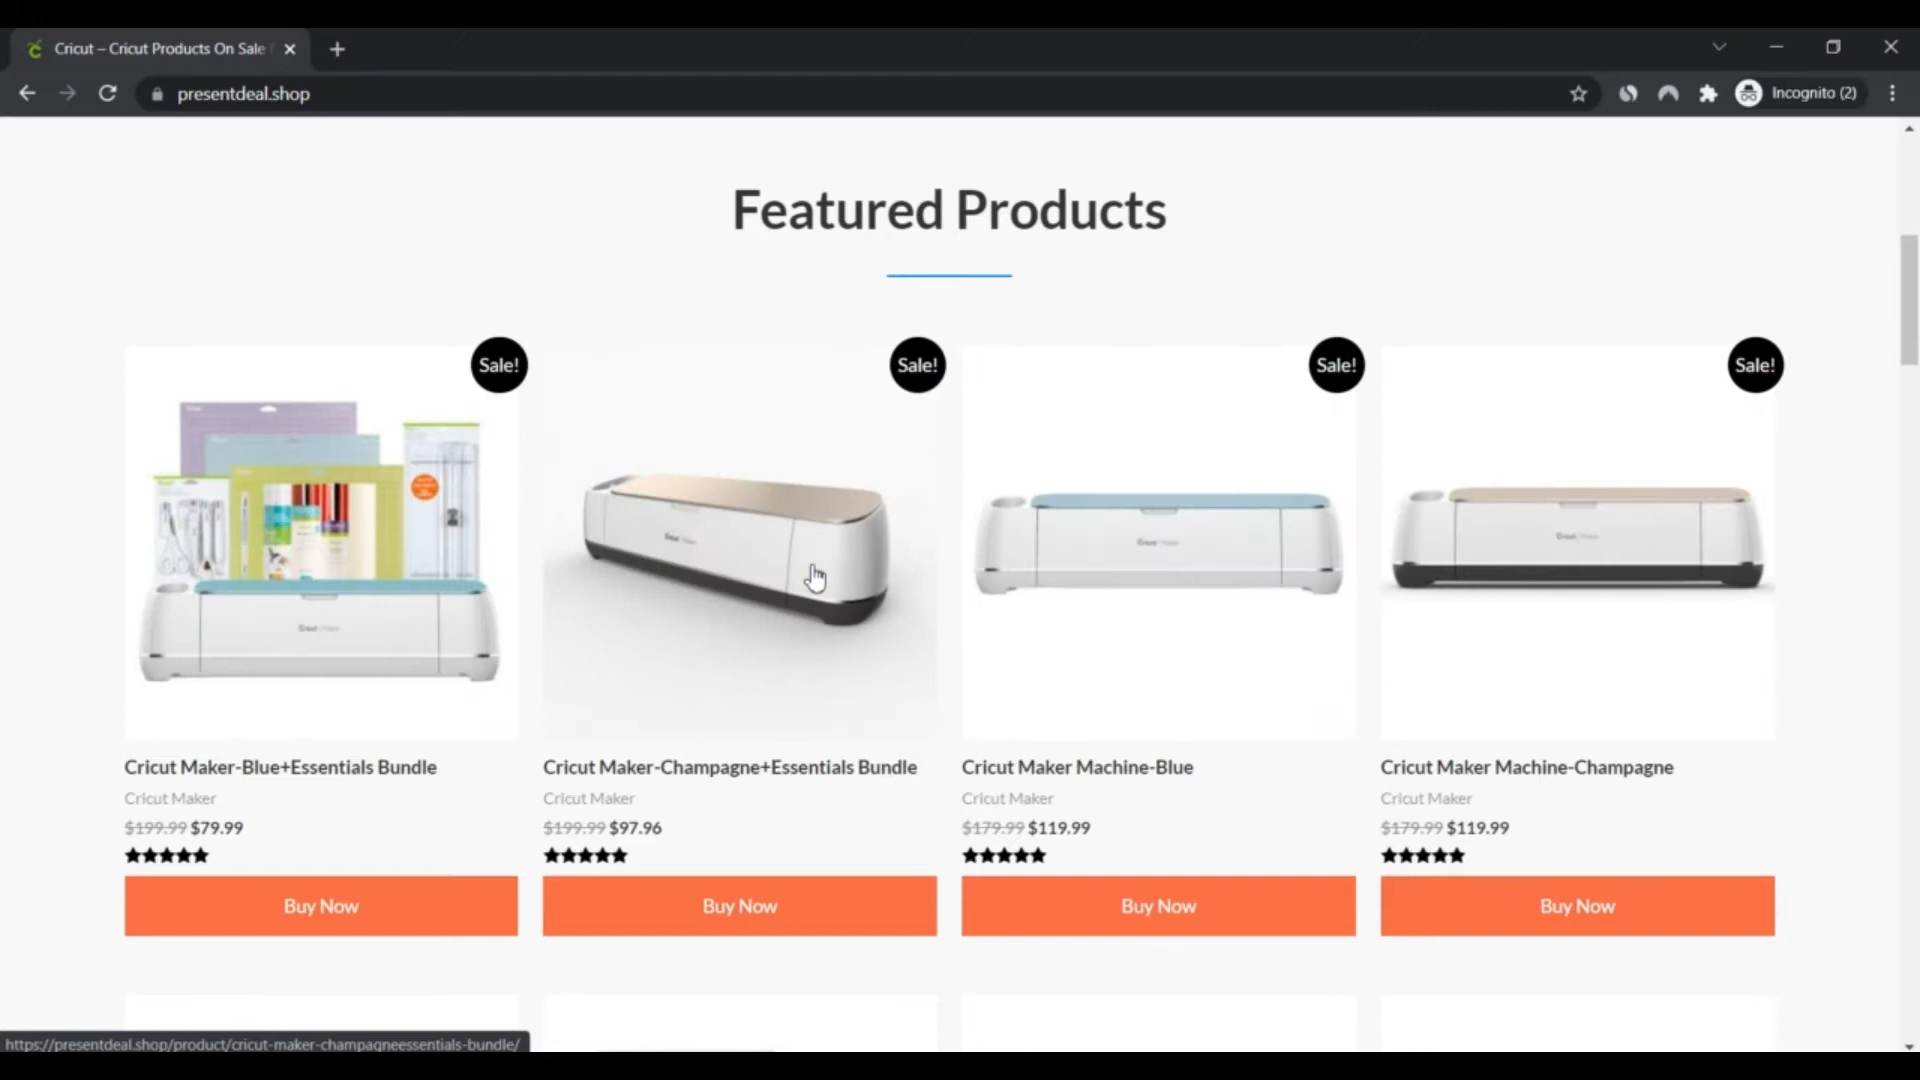 Cricut – Cricut Products On Sale
presentdeal.shop
Incognito (2)
Featured Products
Sale!
Sale!
Sale!
Sale!
Cricut Maker-Blue+Essentials Bundle
Cricut Maker
$199.99 $79.99
Buy Now
Cricut Maker-Champagne+Essentials Bundle
Cricut Maker
$199.99 $97.96
Buy Now
Cricut Maker Machine-Blue
Cricut Maker
$179.99 $119.99
Buy Now
Cricut Maker Machine-Champagne
Cricut Maker
$179.99 $119.99
Buy Now
https://presentdeal.shop/product/cricut-maker-champagneessentials-bundle/